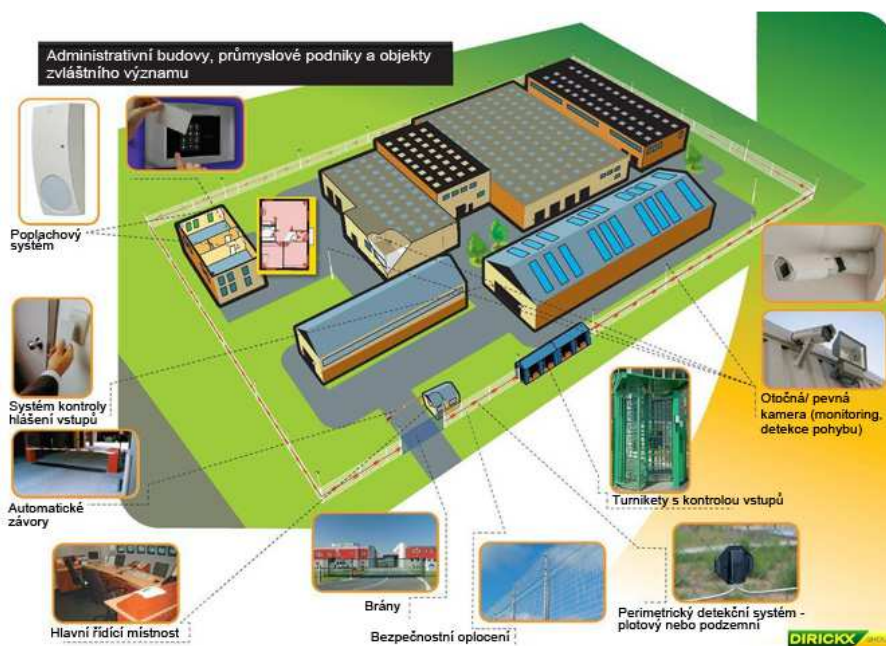 Administrativní budovy, průmyslové podniky a objekty
zvláštního významu
Poplachový
systém
Systém kontroly
hlášení vstupů
Automatické
závory
Hlavní řídící místnost
Brány
Bezpečnostní oplocení
Perimetrický detekční systém -
plotový nebo podzemní
Turnikety s kontrolou vstupů
Otočná/ pevná
kamera (monitoring,
detekce pohybu)
DIRICKX